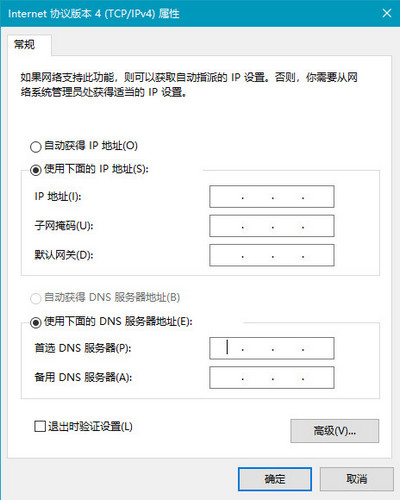 Internet 协议版本 4 (TCP/IPv4) 属性
常规
如果网络支持此功能，则可以获取自动指派的 IP 设置。否则，你需要从网
络系统管理员处获得适当的 IP 设置。
自动获得 IP 地址(O)
使用下面的 IP 地址(S):
IP 地址(I):
子网掩码(U):
默认网关(D):
自动获得 DNS 服务器地址(B)
使用下面的 DNS 服务器地址(E):
首选 DNS 服务器(P):
备用 DNS 服务器(A):
退出时验证设置(L)
高级(V)...
确定
取消